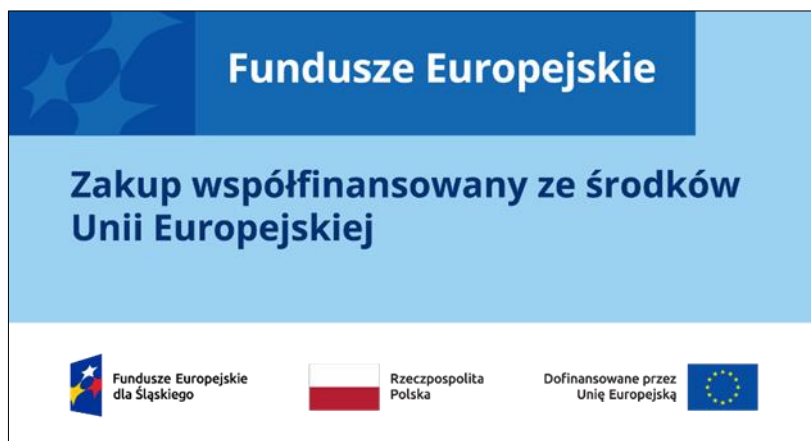 Fundusze Europejskie
Zakup współfinansowany ze środków
Unii Europejskiej
Fundusze Europejskie
dla Śląskiego
Rzeczpospolita
Polska
Dofinansowane przez
Unię Europejską